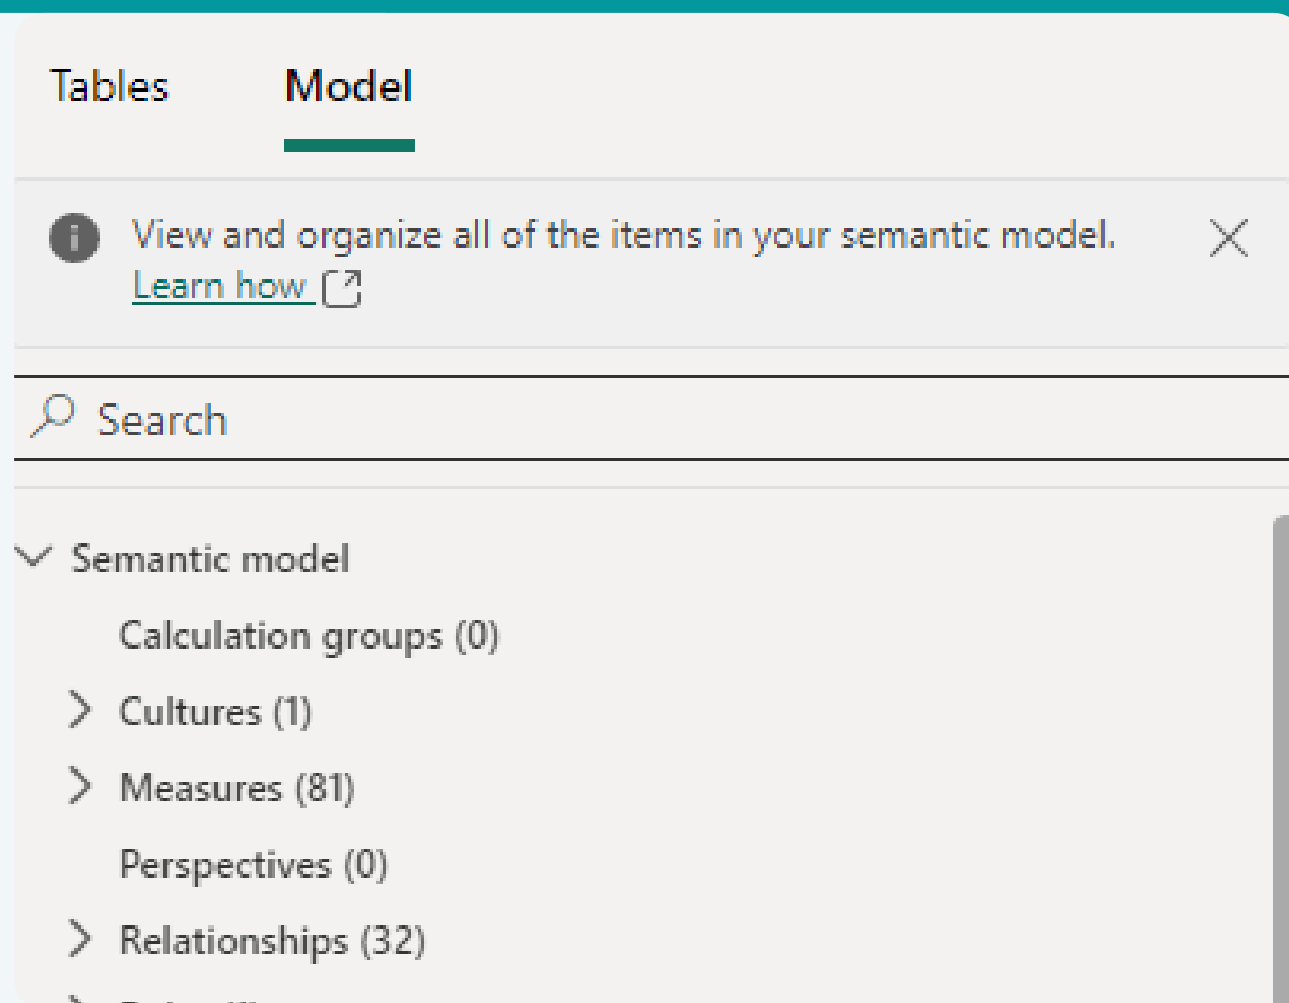 Tables Model
View and organize all of the items in your semantic model.
Learn how
Search
Semantic model
Calculation groups (0)
Cultures (1)
Measures (81)
Perspectives (0)
Relationships (32)